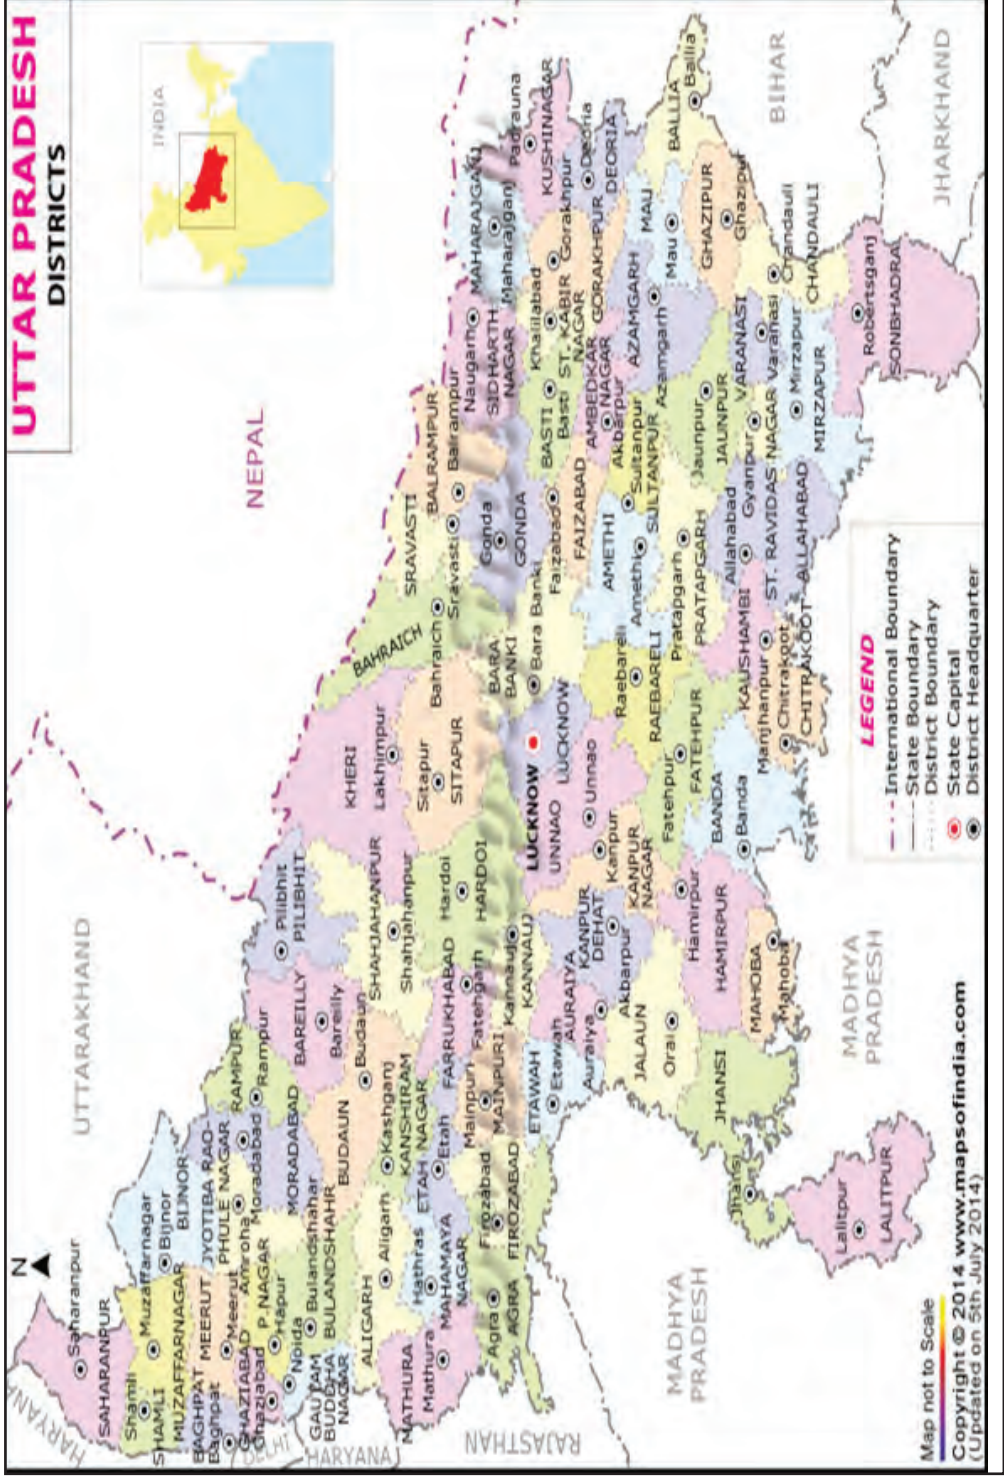 UTTAR PRADESH
DISTRICTS
INDIA
NEPAL
UTTARAKHAND
HARYANA
DELHI
HARYANA
RAJASTHAN
MADHYA
PRADESH
MADHYA
PRADESH
BIHAR
JHARKHAND
N
Saharanpur
SAHARANPUR
Shamli
SHAMLI
Muzaffarnagar
MUZAFFARNAGAR
Bijnor
BIJNOR
BAGHPAT
Baghpat
MEERUT
Meerut
JYOTIBA RAO-
PHULE NAGAR
Amroha
GHAZIABAD
Ghaziabad
P.NAGAR
Hapur
Noida
GAUTAM
BUDDHA
NAGAR
Bulandshahar
BULANDSHAHR
Moradabad
MORADABAD
RAMPUR
Rampur
BAREILLY
Bareilly
Pilibhit
PILIBHIT
BUDAUN
Budaun
SHAHJAHANPUR
Shahjahanpur
KHERI
Lakhimpur
Sitapur
SITAPUR
Hardoi
HARDOI
ALIGARH
Aligarh
Kashganj
KANSHIRAM
NAGAR
ETAH
Etah
Hathras
MAHAMAYA
NAGAR
MATHURA
Mathura
Agra
AGRA
Firozabad
FIROZABAD
Mainpuri
MAINPURI
FARRUKHABAD
Fatehgarh
Kannauj
KANNAUJ
ETAWAH
Etawah
AURAIYA
Auraiya
KANPUR
DEHAT
Akbarpur
Kanpur
KANPUR
NAGAR
UNNAO
Unnao
LUCKNOW
LUCKNOW
BARA
BANKI
Bara Banki
BAHRAICH
Bahraich
SRAVASTI
Sravasti
BALRAMPUR
Balrampur
Gonda
GONDA
Faizabad
FAIZABAD
Naugarh
SIDHARTH
NAGAR
MAHARAJGANJ
Maharajganj
Padrauna
KUSHINAGAR
Gorakhpur
GORAKHPUR
Deoria
DEORIA
Khalilabad
ST. KABIR
NAGAR
BASTI
Basti
AMBEDKAR
NAGAR
Akbarpur
AZAMGARH
Azamgarh
MAU
Mau
BALLIA
Ballia
GHAZIPUR
Ghazipur
Sultanpur
SULTANPUR
AMETHI
Amethi
Raebareli
RAEBARELI
Pratapgarh
PRATAPGARH
Jaunpur
JAUNPUR
VARANASI
Varanasi
Chandauli
CHANDAULI
Gyanpur
ST. RAVIDAS NAGAR
Mirzapur
MIRZAPUR
Robertsganj
SONBHADRA
Allahabad
ALLAHABAD
KAUSHAMBI
Manjhanpur
Chitrakoot
CHITRAKOOT
Fatehpur
FATEHPUR
BANDA
Banda
Hamirpur
HAMIRPUR
MAHOBA
Mahoba
JALAUN
Orai
JHANSI
Jhansi
Lalitpur
LALITPUR
LEGEND
International Boundary
State Boundary
District Boundary
State Capital
District Headquarter
Map not to Scale
Copyright © 2014 www.mapsofindia.com
(Updated on 5th July 2014)